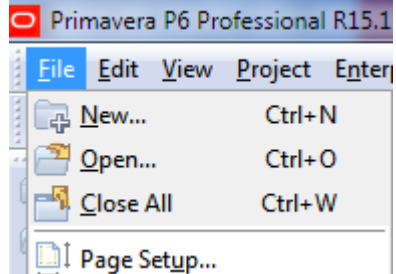 Primavera P6 Professional R15.1
File Edit View Project Enter
New... Ctrl+N
Open... Ctrl+O
Close All Ctrl+W
Page Setup...